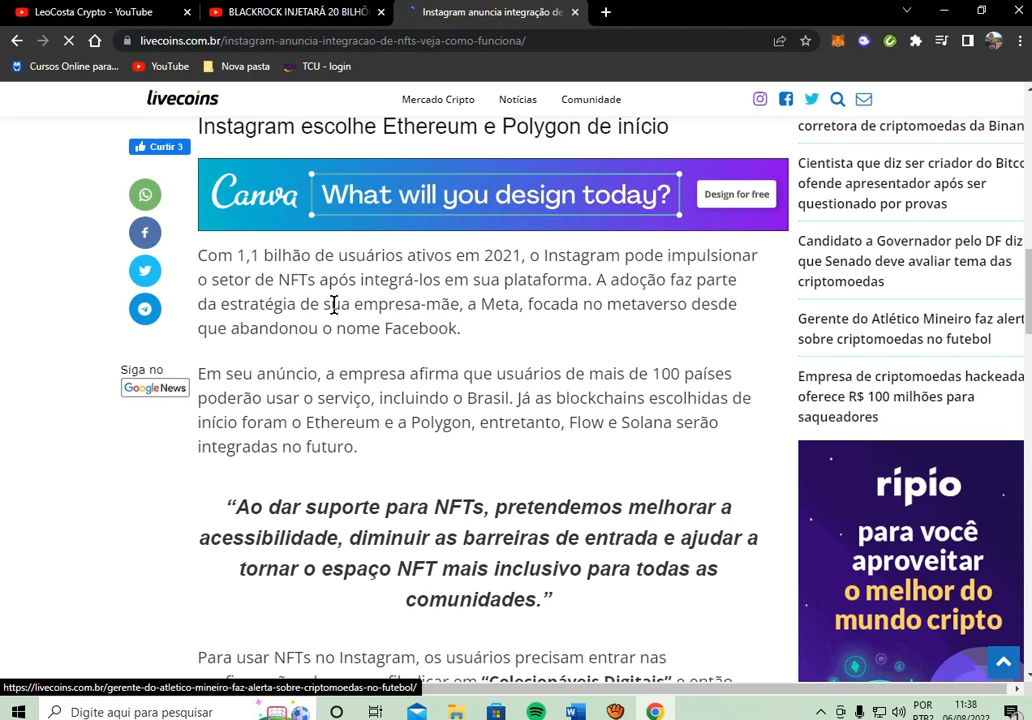 LeoCosta Crypto - YouTube
BLACKROCK INJETARÁ 20 BILHÕ
Instagram anuncia integração de
livecoins.com.br/instagram-anuncia-integracao-de-nfts-veja-como-funciona/
Cursos Online para...
YouTube
Nova pasta
TCU - login
livecoins
Mercado Cripto
Notícias
Comunidade
Instagram escolhe Ethereum e Polygon de início
Curtir 3
Canva
What will you design today?
Design for free
Com 1,1 bilhão de usuários ativos em 2021, o Instagram pode impulsionar
o setor de NFTs após integrá-los em sua plataforma. A adoção faz parte
da estratégia de sua empresa-mãe, a Meta, focada no metaverso desde
que abandonou o nome Facebook.
Siga no
Google News
Em seu anúncio, a empresa afirma que usuários de mais de 100 países
poderão usar o serviço, incluindo o Brasil. Já as blockchains escolhidas de
início foram o Ethereum e a Polygon, entretanto, Flow e Solana serão
integradas no futuro.
“Ao dar suporte para NFTs, pretendemos melhorar a
acessibilidade, diminuir as barreiras de entrada e ajudar a
tornar o espaço NFT mais inclusivo para todas as
comunidades.”
Para usar NFTs no Instagram, os usuários precisam entrar nas
“Colecionáveis Digitais” e então
corretora de criptomoedas da Binan
Cientista que diz ser criador do Bitco
ofende apresentador após ser
questionado por provas
Candidato a Governador pelo DF diz
que Senado deve avaliar tema das
criptomoedas
Gerente do Atlético Mineiro faz alert
sobre criptomoedas no futebol
Empresa de criptomoedas hackeada
oferece R$ 100 milhões para
saqueadores
ripio
para você
aproveitar
o melhor do
mundo cripto
https://livecoins.com.br/gerente-do-atletico-mineiro-faz-alerta-sobre-criptomoedas-no-futebol/
Digite aqui para pesquisar
POR
PTB2
11:38
06/08/2022